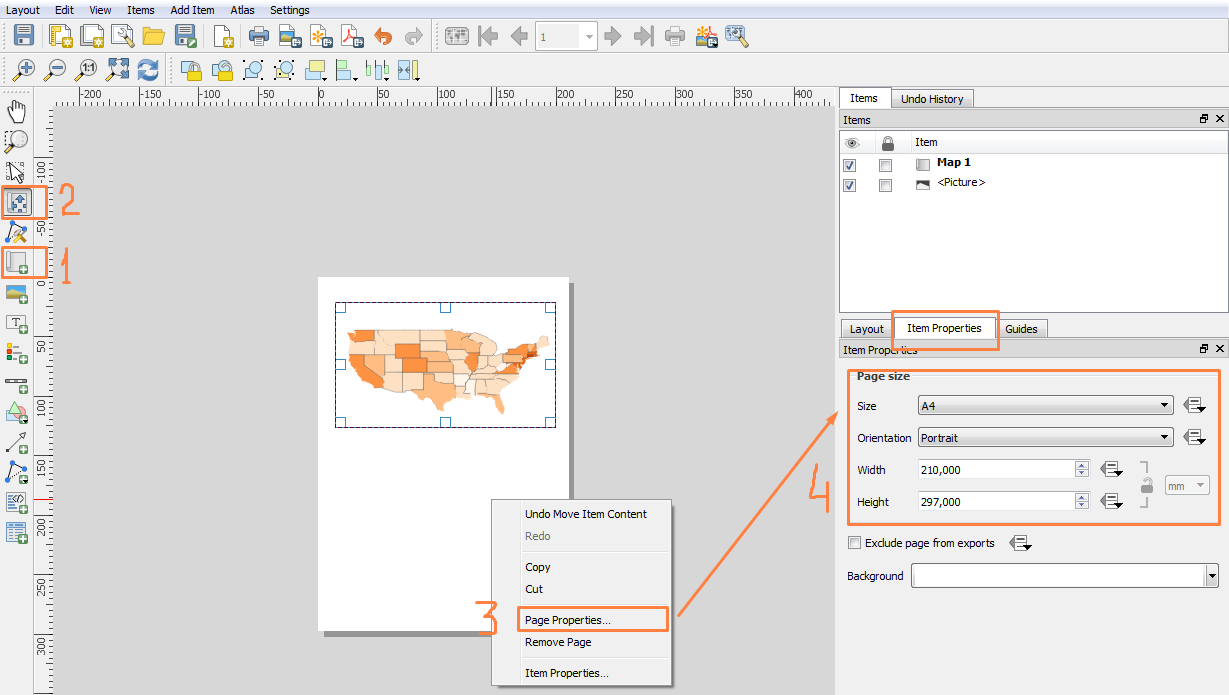 Layout Edit View Items Add Item Atlas Settings
1
1:1
-200 -150 -100 -50 0 50 100 150 200 250 300 350 400
Items Undo History
Items
Item
Map 1
<Picture>
-100
2
-50
1
0
50
100
150
200
250
300
Layout Item Properties Guides
Item Properties
Page size
Size A4
Orientation Portrait
Width 210,000
mm
Height 297,000
4
Exclude page from exports
Background
Undo Move Item Content
Redo
Copy
Cut
3
Page Properties...
Remove Page
Item Properties...